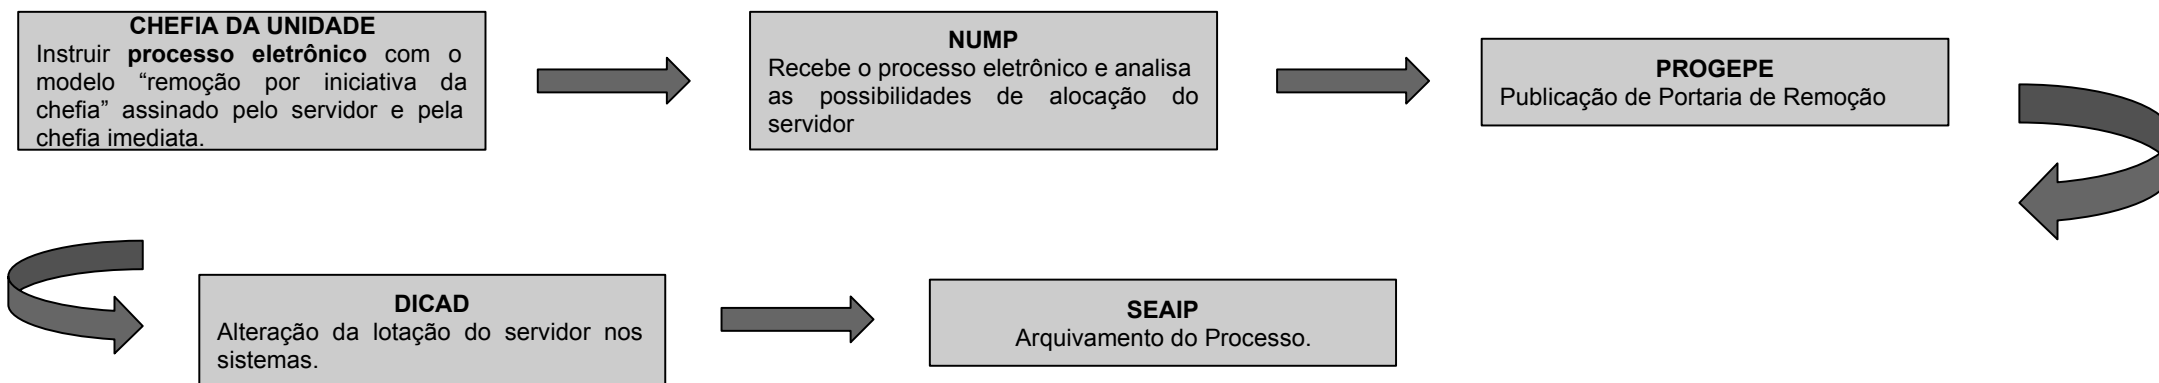 CHEFIA DA UNIDADE
Instruir processo eletrônico com o
modelo “remoção por iniciativa da
chefia” assinado pelo servidor e pela
chefia imediata.
NUMP
Recebe o processo eletrônico e analisa
as possibilidades de alocação do
servidor
PROGEPE
Publicação de Portaria de Remoção
DICAD
Alteração da lotação do servidor nos
sistemas.
SEAIP
Arquivamento do Processo.